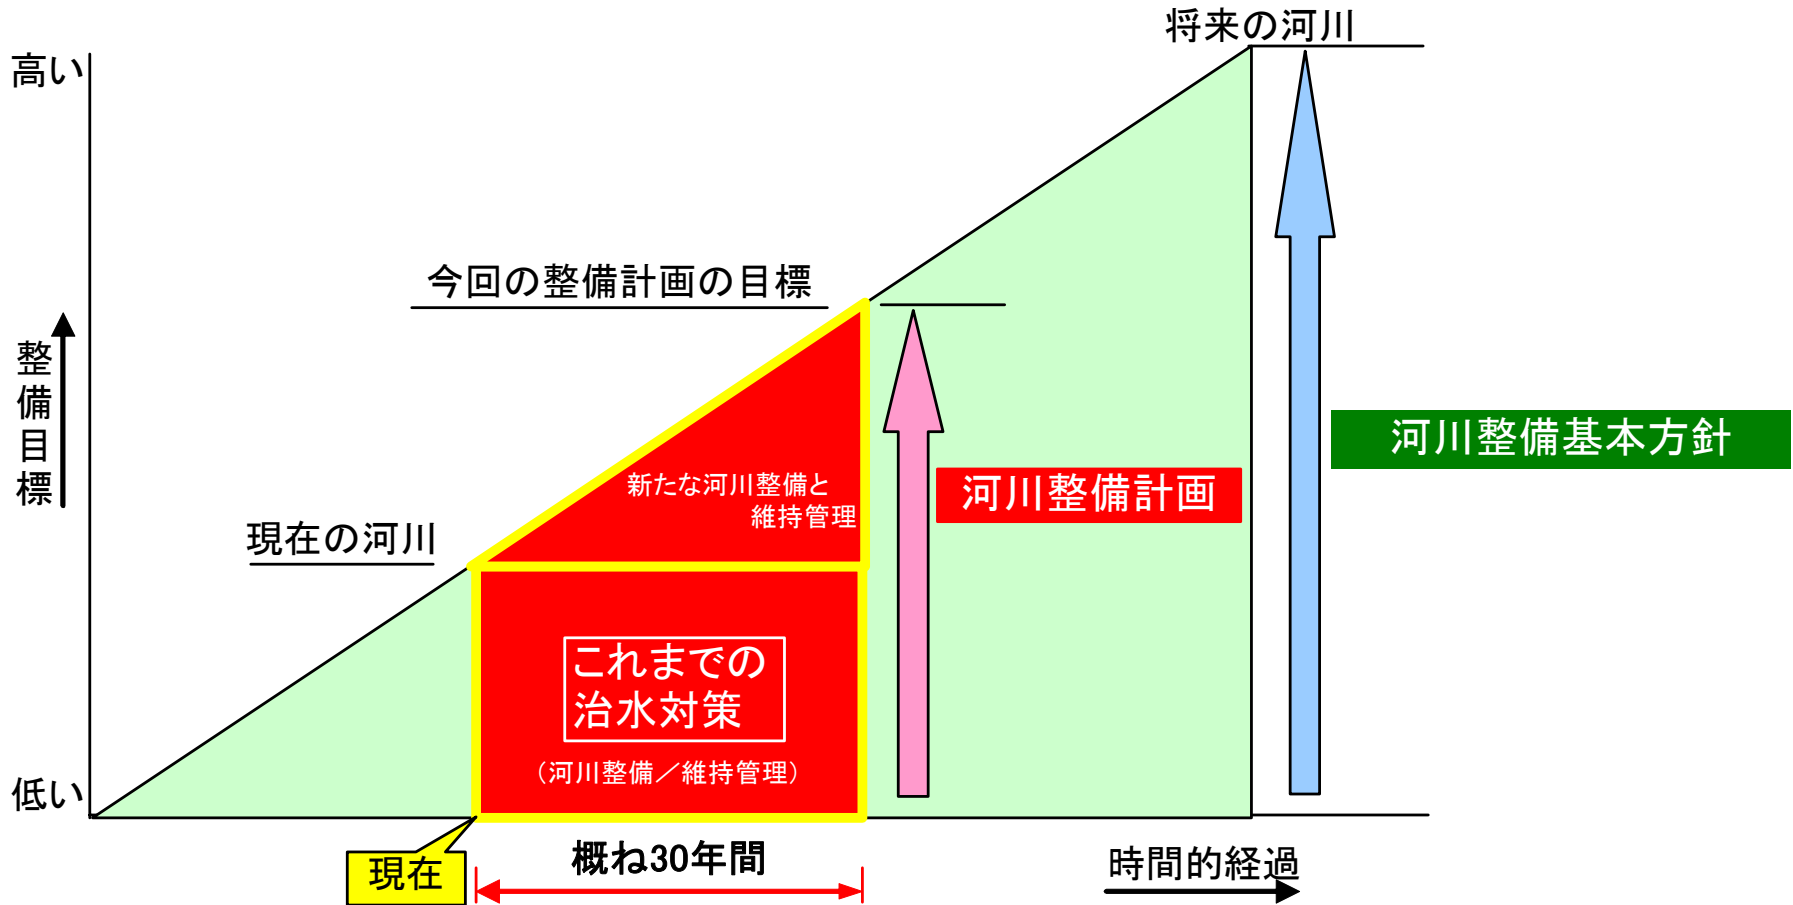 将来の河川
高い
今回の整備計画の目標
整備目標
河川整備基本方針
新たな河川整備と
維持管理
河川整備計画
現在の河川
これまでの
治水対策
（河川整備／維持管理）
低い
現在
概ね30年間
時間的経過